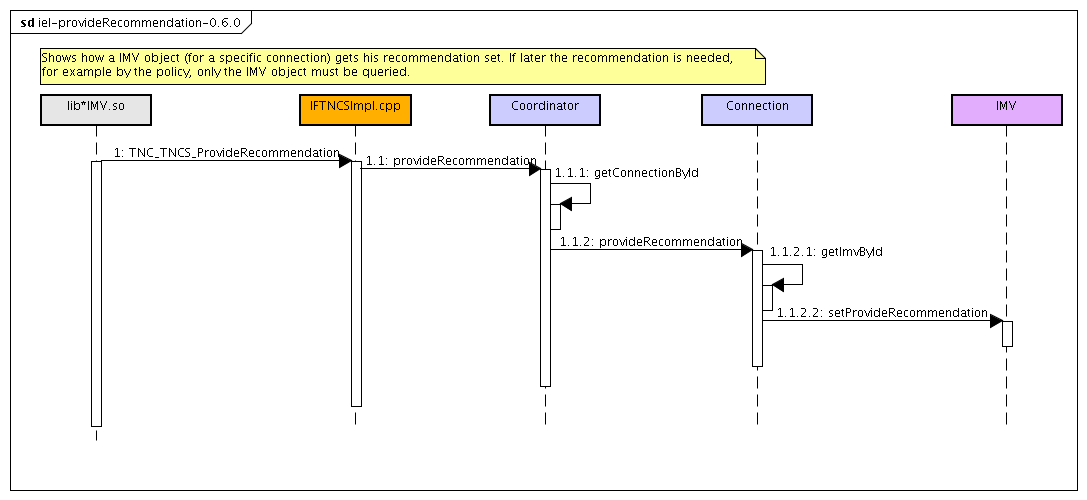 sd iel-provideRecommendation-0.6.0
Shows how a IMV object (for a specific connection) gets his recommendation set. If later the recommendation is needed,
for example by the policy, only the IMV object must be queried.
lib*IMV.so
IFTNCSImpl.cpp
Coordinator
Connection
IMV
1: TNC_TNCS_ProvideRecommendation
1.1: provideRecommendation
1.1.1: getConnectionById
1.1.2: provideRecommendation
1.1.2.1: getImvById
1.1.2.2: setProvideRecommendation